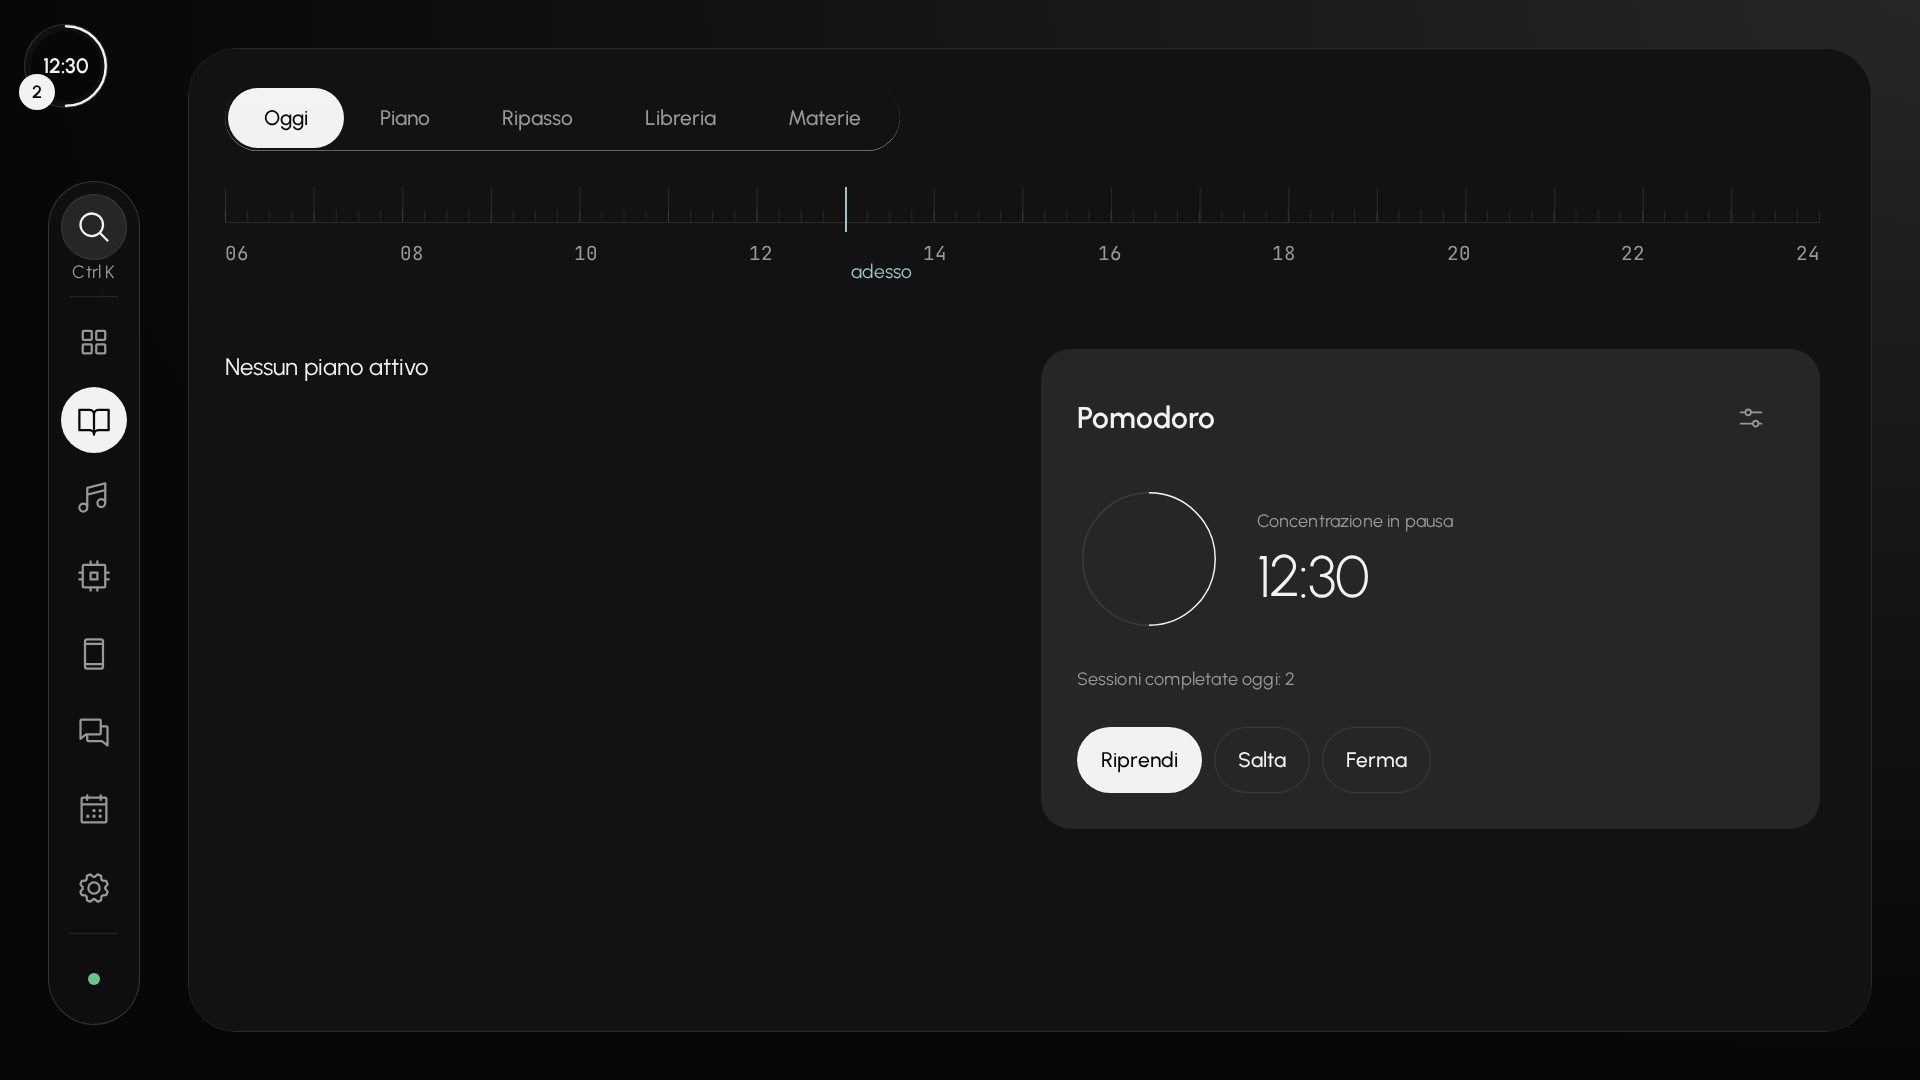 12:30
2
Ctrl K
Oggi Piano Ripasso Libreria Materie
06 08 10 12 14 16 18 20 22 24
adesso
Nessun piano attivo
Pomodoro
Concentrazione in pausa
12:30
Sessioni completate oggi: 2
Riprendi Salta Ferma